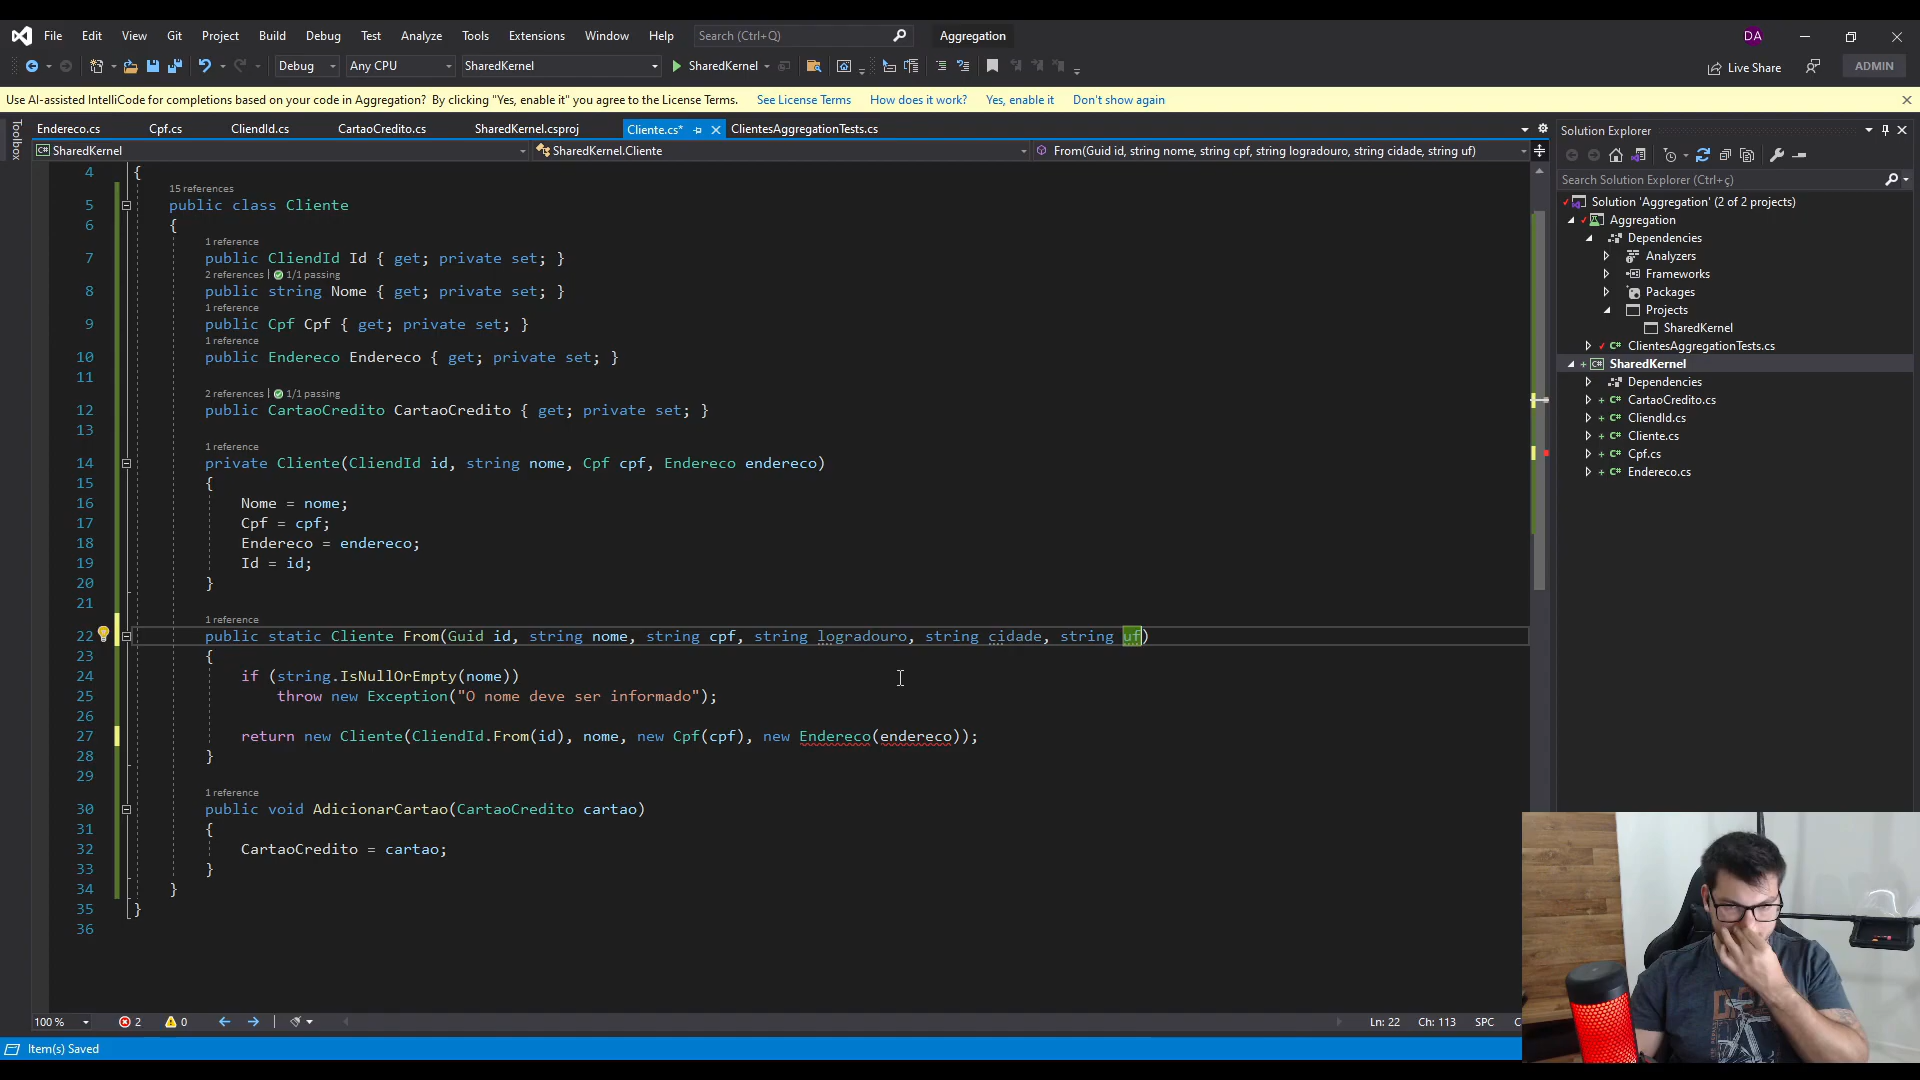 File Edit View Git Project Build Debug Test Analyze Tools Extensions Window Help Search (Ctrl+Q) Aggregation DA
Debug Any CPU SharedKernel SharedKernel Live Share ADMIN
Use AI-assisted IntelliCode for completions based on your code in Aggregation? By clicking "Yes, enable it" you agree to the License Terms. See License Terms How does it work? Yes, enable it Don't show again
Toolbox
Endereco.cs Cpf.cs CliendId.cs CartaoCredito.cs SharedKernel.csproj Cliente.cs* ClientesAggregationTests.cs
SharedKernel SharedKernel.Cliente From(Guid id, string nome, string cpf, string logradouro, string cidade, string uf)
4 {
15 references
5 public class Cliente
6 {
1 reference
7 public CliendId Id { get; private set; }
2 references | 1/1 passing
8 public string Nome { get; private set; }
1 reference
9 public Cpf Cpf { get; private set; }
1 reference
10 public Endereco Endereco { get; private set; }
11
2 references | 1/1 passing
12 public CartaoCredito CartaoCredito { get; private set; }
13
1 reference
14 private Cliente(CliendId id, string nome, Cpf cpf, Endereco endereco)
15 {
16 Nome = nome;
17 Cpf = cpf;
18 Endereco = endereco;
19 Id = id;
20 }
21
1 reference
22 public static Cliente From(Guid id, string nome, string cpf, string logradouro, string cidade, string uf)
23 {
24 if (string.IsNullOrEmpty(nome))
25 throw new Exception("O nome deve ser informado");
26
27 return new Cliente(CliendId.From(id), nome, new Cpf(cpf), new Endereco(endereco));
28 }
29
1 reference
30 public void AdicionarCartao(CartaoCredito cartao)
31 {
32 CartaoCredito = cartao;
33 }
34 }
35 }
36
100 % 2 0 Ln: 22 Ch: 113 SPC
Item(s) Saved
Solution Explorer
Search Solution Explorer (Ctrl+ç)
Solution 'Aggregation' (2 of 2 projects)
Aggregation
Dependencies
Analyzers
Frameworks
Packages
Projects
SharedKernel
ClientesAggregationTests.cs
SharedKernel
Dependencies
CartaoCredito.cs
CliendId.cs
Cliente.cs
Cpf.cs
Endereco.cs